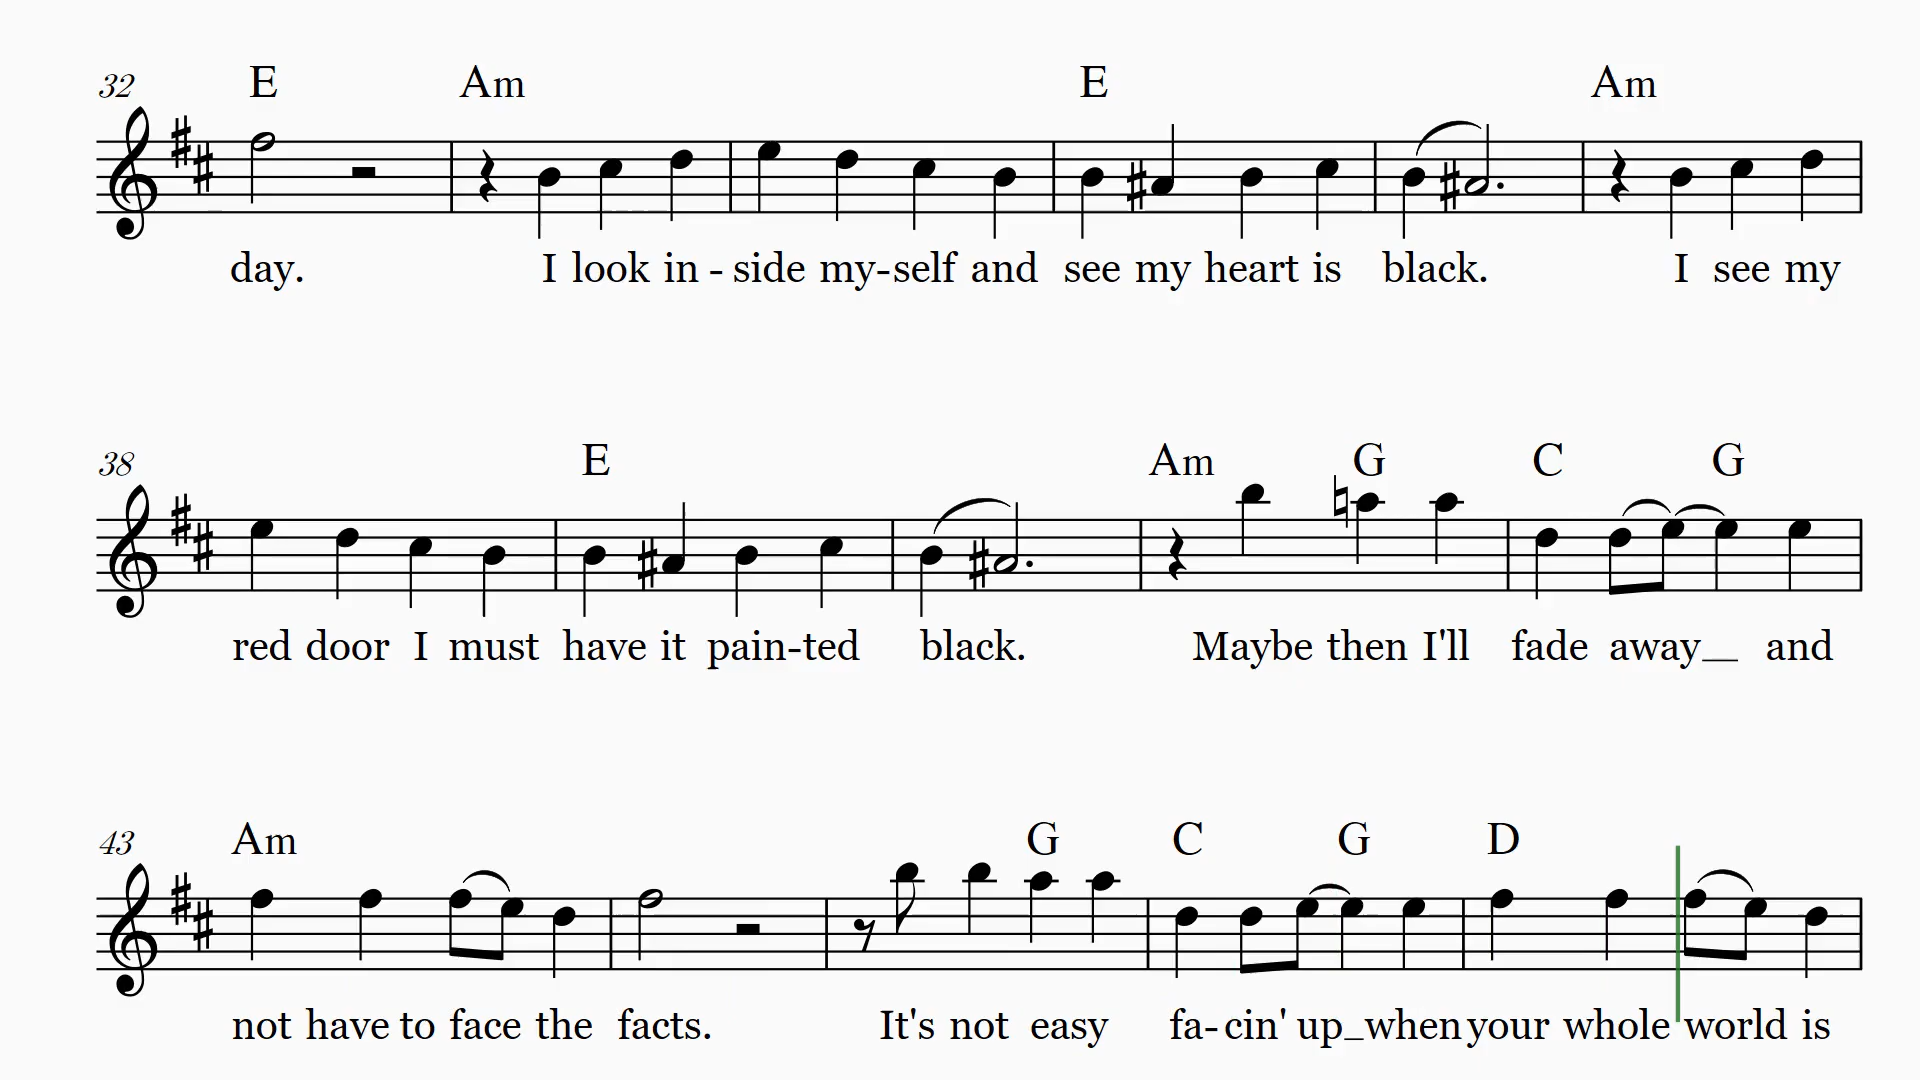 32 E Am E Am
day. I look in - side my-self and see my heart is black. I see my
38 E Am G C G
red door I must have it pain-ted black. Maybe then I'll fade away__ and
43 Am G C G D
not have to face the facts. It's not easy fa-cin' up_when your whole world is